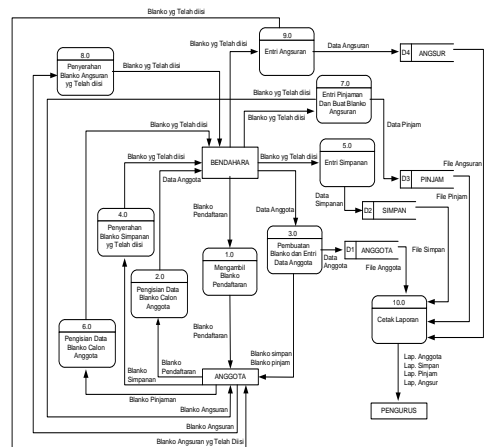 Blanko yg Telah diisi
9.0
Entri Angsuran
Data Angsuran
D4 ANGSUR
8.0
Penyerahan
Blanko Angsuran
yg Telah diisi
Blanko yg Telah diisi
Blanko yg Telah diisi
7.0
Entri Pinjaman
Dan Buat Blanko
Angsuran
Blanko yg Telah diisi
Blanko yg Telah diisi
Data Pinjam
Blanko yg Telah diisi
5.0
Entri Simpanan
Blanko yg Telah diisi
BENDAHARA
Blanko yg Telah diisi
Data Anggota
File Angsuran
D3 PINJAM
File Pinjam
4.0
Penyerahan
Blanko Simpanan
yg Telah diisi
Blanko
Pendaftaran
Data Anggota
Data
Simpanan
D2 SIMPAN
3.0
Pembuatan
Blanko dan Entri
Data Anggota
Data
Anggota
D1 ANGGOTA
File Simpan
File Anggota
2.0
Pengisian Data
Blanko Calon
Anggota
1.0
Mengambil
Blanko
Pendaftaran
6.0
Pengisian Data
Blanko Calon
Anggota
10.0
Cetak Laporan
Blanko
Pendaftaran
Blanko simpan
Blanko pinjam
Blanko
Simpanan
Blanko
Pendaftaran
ANGGOTA
Lap. Anggota
Lap. Simpan
Lap. Pinjam
Lap, Angsur
Blanko Pinjaman
Blanko Angsuran
Blanko Angsuran
Blanko Angsuran yg Telah Diisi
PENGURUS